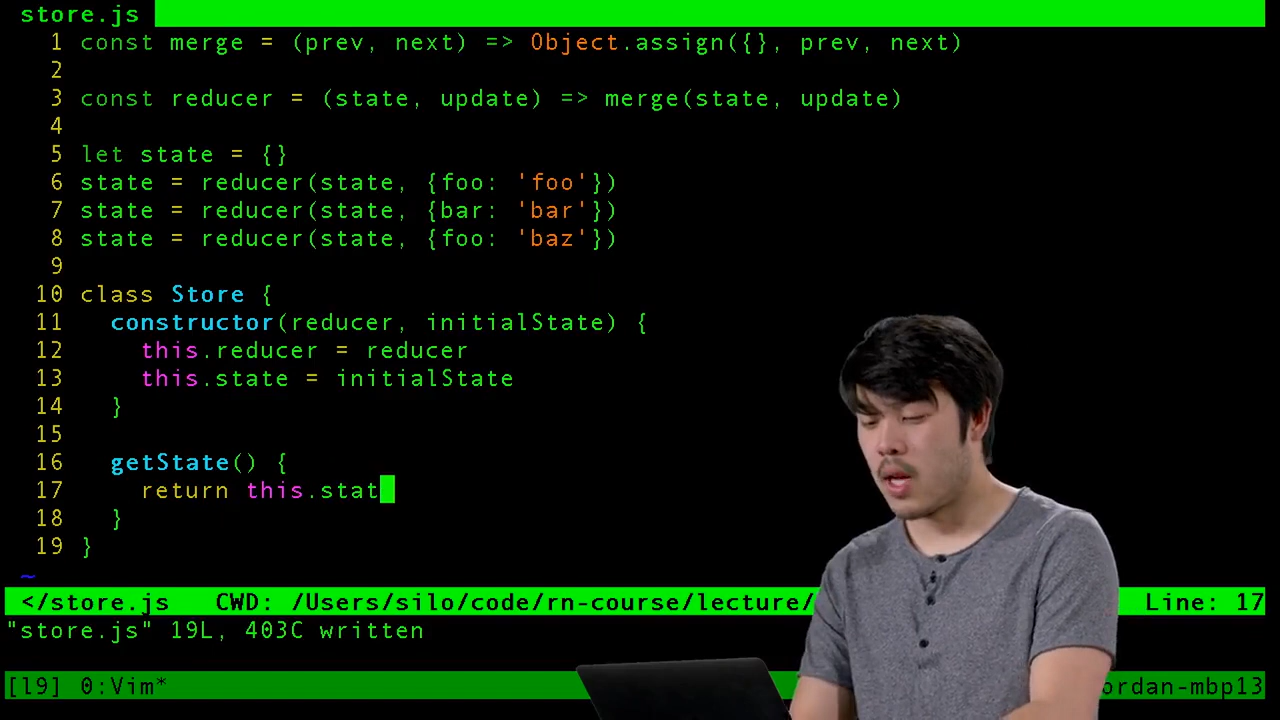 store.js
1 const merge = (prev, next) => Object.assign({}, prev, next)
2
3 const reducer = (state, update) => merge(state, update)
4
5 let state = {}
6 state = reducer(state, {foo: 'foo'})
7 state = reducer(state, {bar: 'bar'})
8 state = reducer(state, {foo: 'baz'})
9
10 class Store {
11   constructor(reducer, initialState) {
12     this.reducer = reducer
13     this.state = initialState
14   }
15
16   getState() {
17     return this.stat
18   }
19 }
~
</store.js   CWD: /Users/silo/code/rn-course/lecture/ Line: 17
"store.js" 19L, 403C written
[l9] 0:Vim* ordan-mbp13